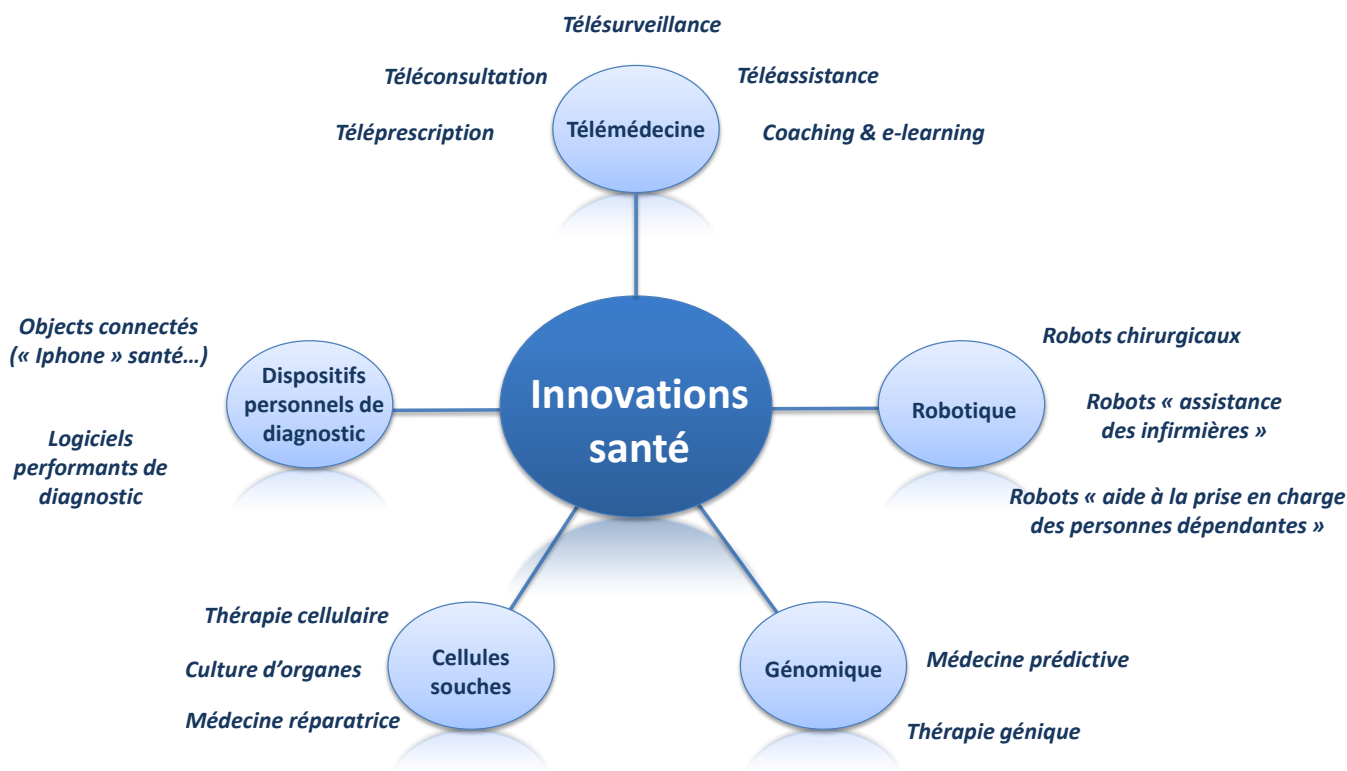 Télésurveillance
Téléconsultation
Téléassistance
Téléprescription
Télémédecine
Coaching & e-learning
Objects connectés
(« Iphone » santé…)
Dispositifs
personnels de
diagnostic
Logiciels
performants de
diagnostic
Innovations
santé
Robotique
Robots chirurgicaux
Robots « assistance
des infirmières »
Robots « aide à la prise en charge
des personnes dépendantes »
Thérapie cellulaire
Culture d’organes
Médecine réparatrice
Cellules
souches
Génomique
Médecine prédictive
Thérapie génique